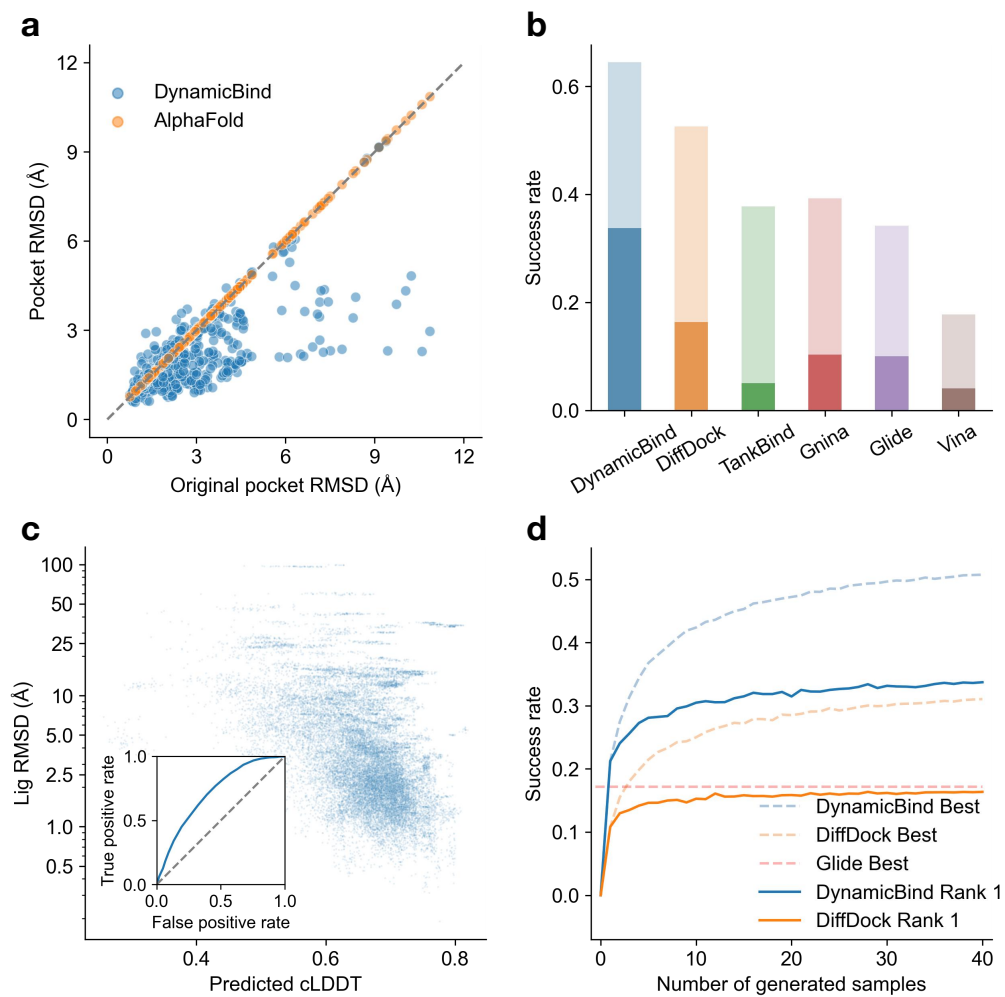 a
12
9
6
3
0
Pocket RMSD (Å)
DynamicBind
AlphaFold
0 3 6 9 12
Original pocket RMSD (Å)
b
0.6
0.4
0.2
0.0
Success rate
DynamicBind
DiffDock
TankBind
Gnina
Glide
Vina
c
100
50
25
10
5.0
2.5
1.0
0.5
Lig RMSD (Å)
1.0
0.5
0.0
True positive rate
0.0 0.5 1.0
False positive rate
0.4 0.6 0.8
Predicted cLDDT
d
0.5
0.4
0.3
0.2
0.1
0.0
Success rate
DynamicBind Best
DiffDock Best
Glide Best
DynamicBind Rank 1
DiffDock Rank 1
0 10 20 30 40
Number of generated samples